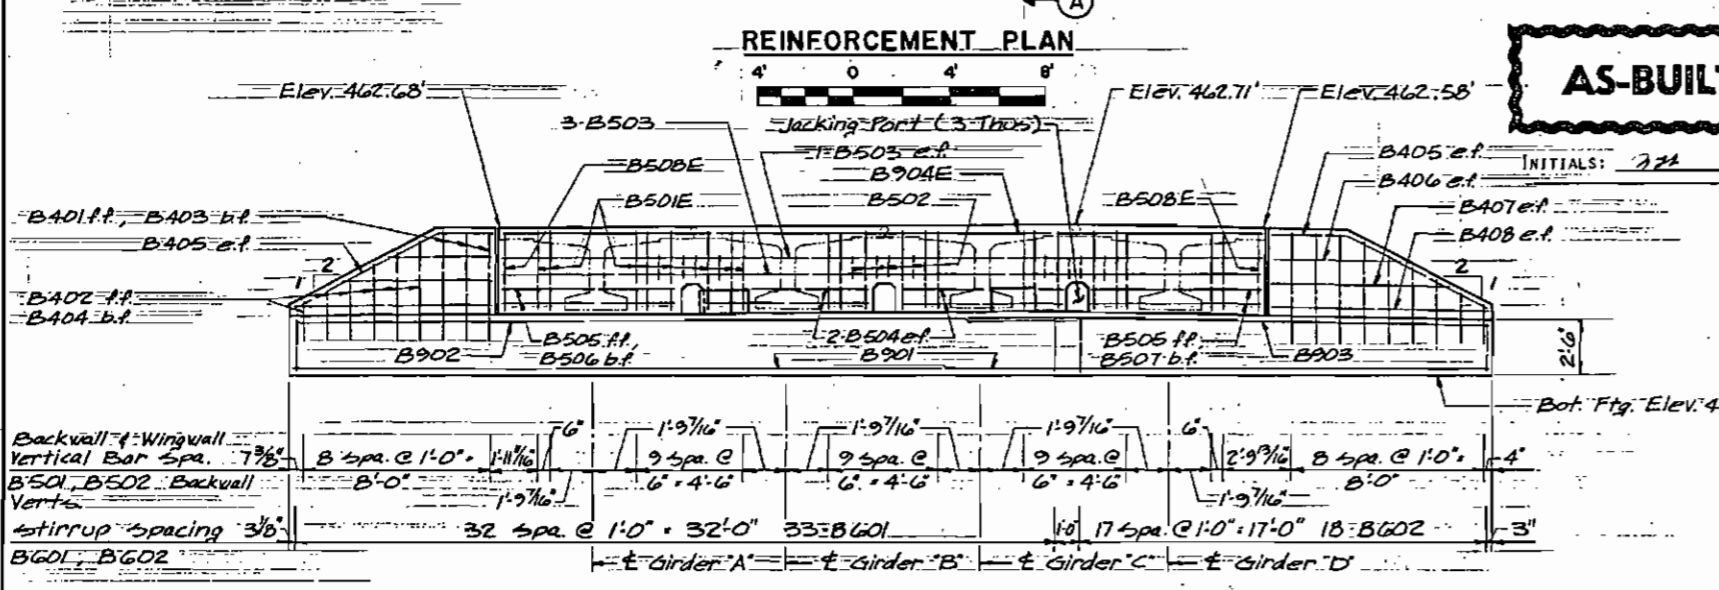 A
REINFORCEMENT PLAN
4' 0 4' 8'
AS-BUIL
INITIALS:
Elev. 462.68'
Elev. 462.71'
Elev. 462.58'
3-B503
Jacking Port (3-Thus)
1-B503 e.f.
B508E
B904E
B501E
B502
B508E
B405 e.f.
B406 e.f.
B407 e.f.
B408 e.f.
B401 f.f., B403 b.f.
B405 e.f.
2
1
2
1
B402 f.f.
B404 b.f.
B902
B505 f.f.,
B506 b.f.
2-B504 e.f.
B901
B505 f.f.
B507 b.f.
B903
2'-6"
Bot. Ftg. Elev. 4
Backwall & Wingwall
Vertical Bar Spa. 7 3/8" 8 spa. @ 1'-0" = 8'-0" 6" 1'-9 7/16" 9 spa. @ 6" = 4'-6" 1'-9 7/16" 9 spa. @ 6" = 4'-6" 1'-9 7/16" 9 spa. @ 6" = 4'-6" 1'-9 7/16" 6" 2'-9 3/16" 8 spa. @ 1'-0" = 8'-0" 4"
B501, B502 Backwall
Verts. 1'-9 7/16"
Stirrup Spacing 3/8" 32 spa. @ 1'-0" = 32'-0" 33-B601 1'-0" 17 spa. @ 1'-0" = 17'-0" 18-B602 3"
B601, B602
℄ Girder "A" ℄ Girder "B" ℄ Girder "C" ℄ Girder "D"